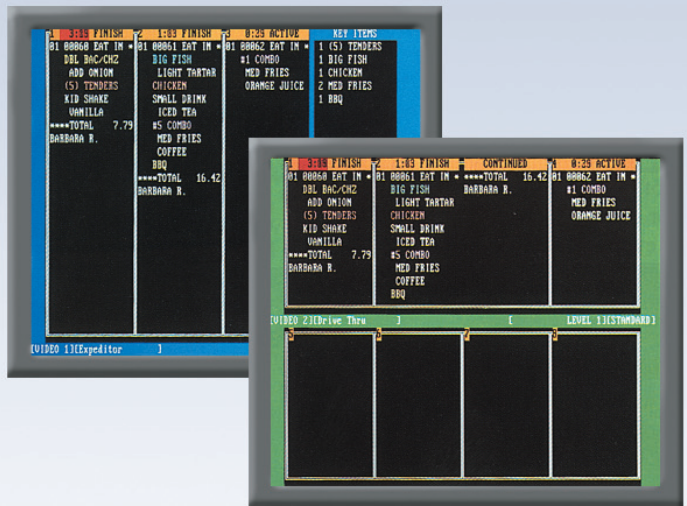 1 3:19 FINISH 2 1:03 FINISH 3 0:29 ACTIVE KEY ITEMS
01 00060 EAT IN * 01 00061 EAT IN * 01 00062 EAT IN * 1 (5) TENDERS
DBL BAC/CHZ BIG FISH #1 COMBO 1 BIG FISH
ADD ONION LIGHT TARTAR MED FRIES 1 CHICKEN
(5) TENDERS CHICKEN ORANGE JUICE 2 MED FRIES
KID SHAKE SMALL DRINK 1 BBQ
VANILLA ICED TEA
****TOTAL 7.79 #5 COMBO
BARBARA R. MED FRIES
COFFEE
BBQ
****TOTAL 16.42
BARBARA R.
[VIDEO 1][Expeditor ]
1 3:19 FINISH 2 1:03 FINISH CONTINUED 4 0:29 ACTIVE
01 00060 EAT IN * 01 00061 EAT IN * ****TOTAL 16.42 01 00062 EAT IN *
DBL BAC/CHZ BIG FISH BARBARA R. #1 COMBO
ADD ONION LIGHT TARTAR MED FRIES
(5) TENDERS CHICKEN ORANGE JUICE
KID SHAKE SMALL DRINK
VANILLA ICED TEA
****TOTAL 7.79 #5 COMBO
BARBARA R. MED FRIES
COFFEE
BBQ
[VIDEO 2][Drive Thru ] [ LEVEL 1][STANDARD]
5 6 7 8